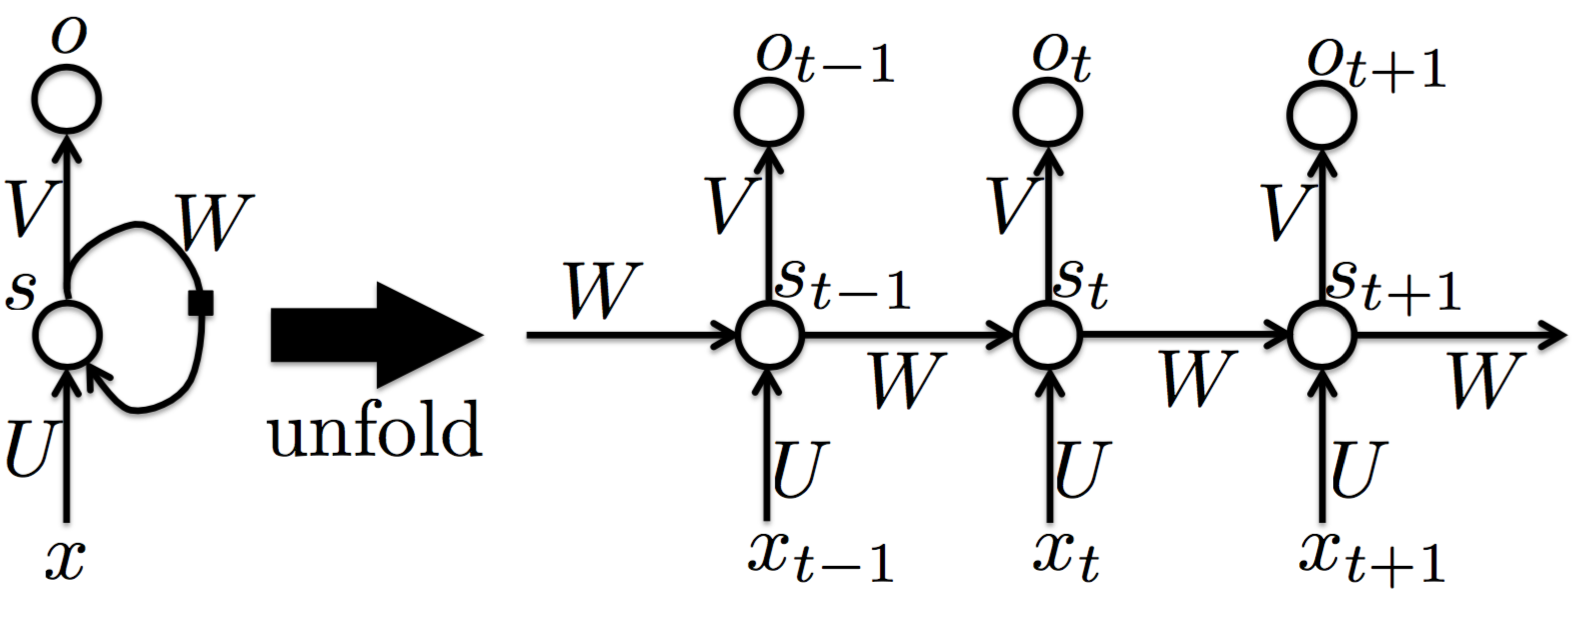 o
V
W
s
U
x
unfold
o_{t-1}
o_t
o_{t+1}
V
V
V
W
s_{t-1}
s_t
s_{t+1}
W
W
W
U
U
U
x_{t-1}
x_t
x_{t+1}